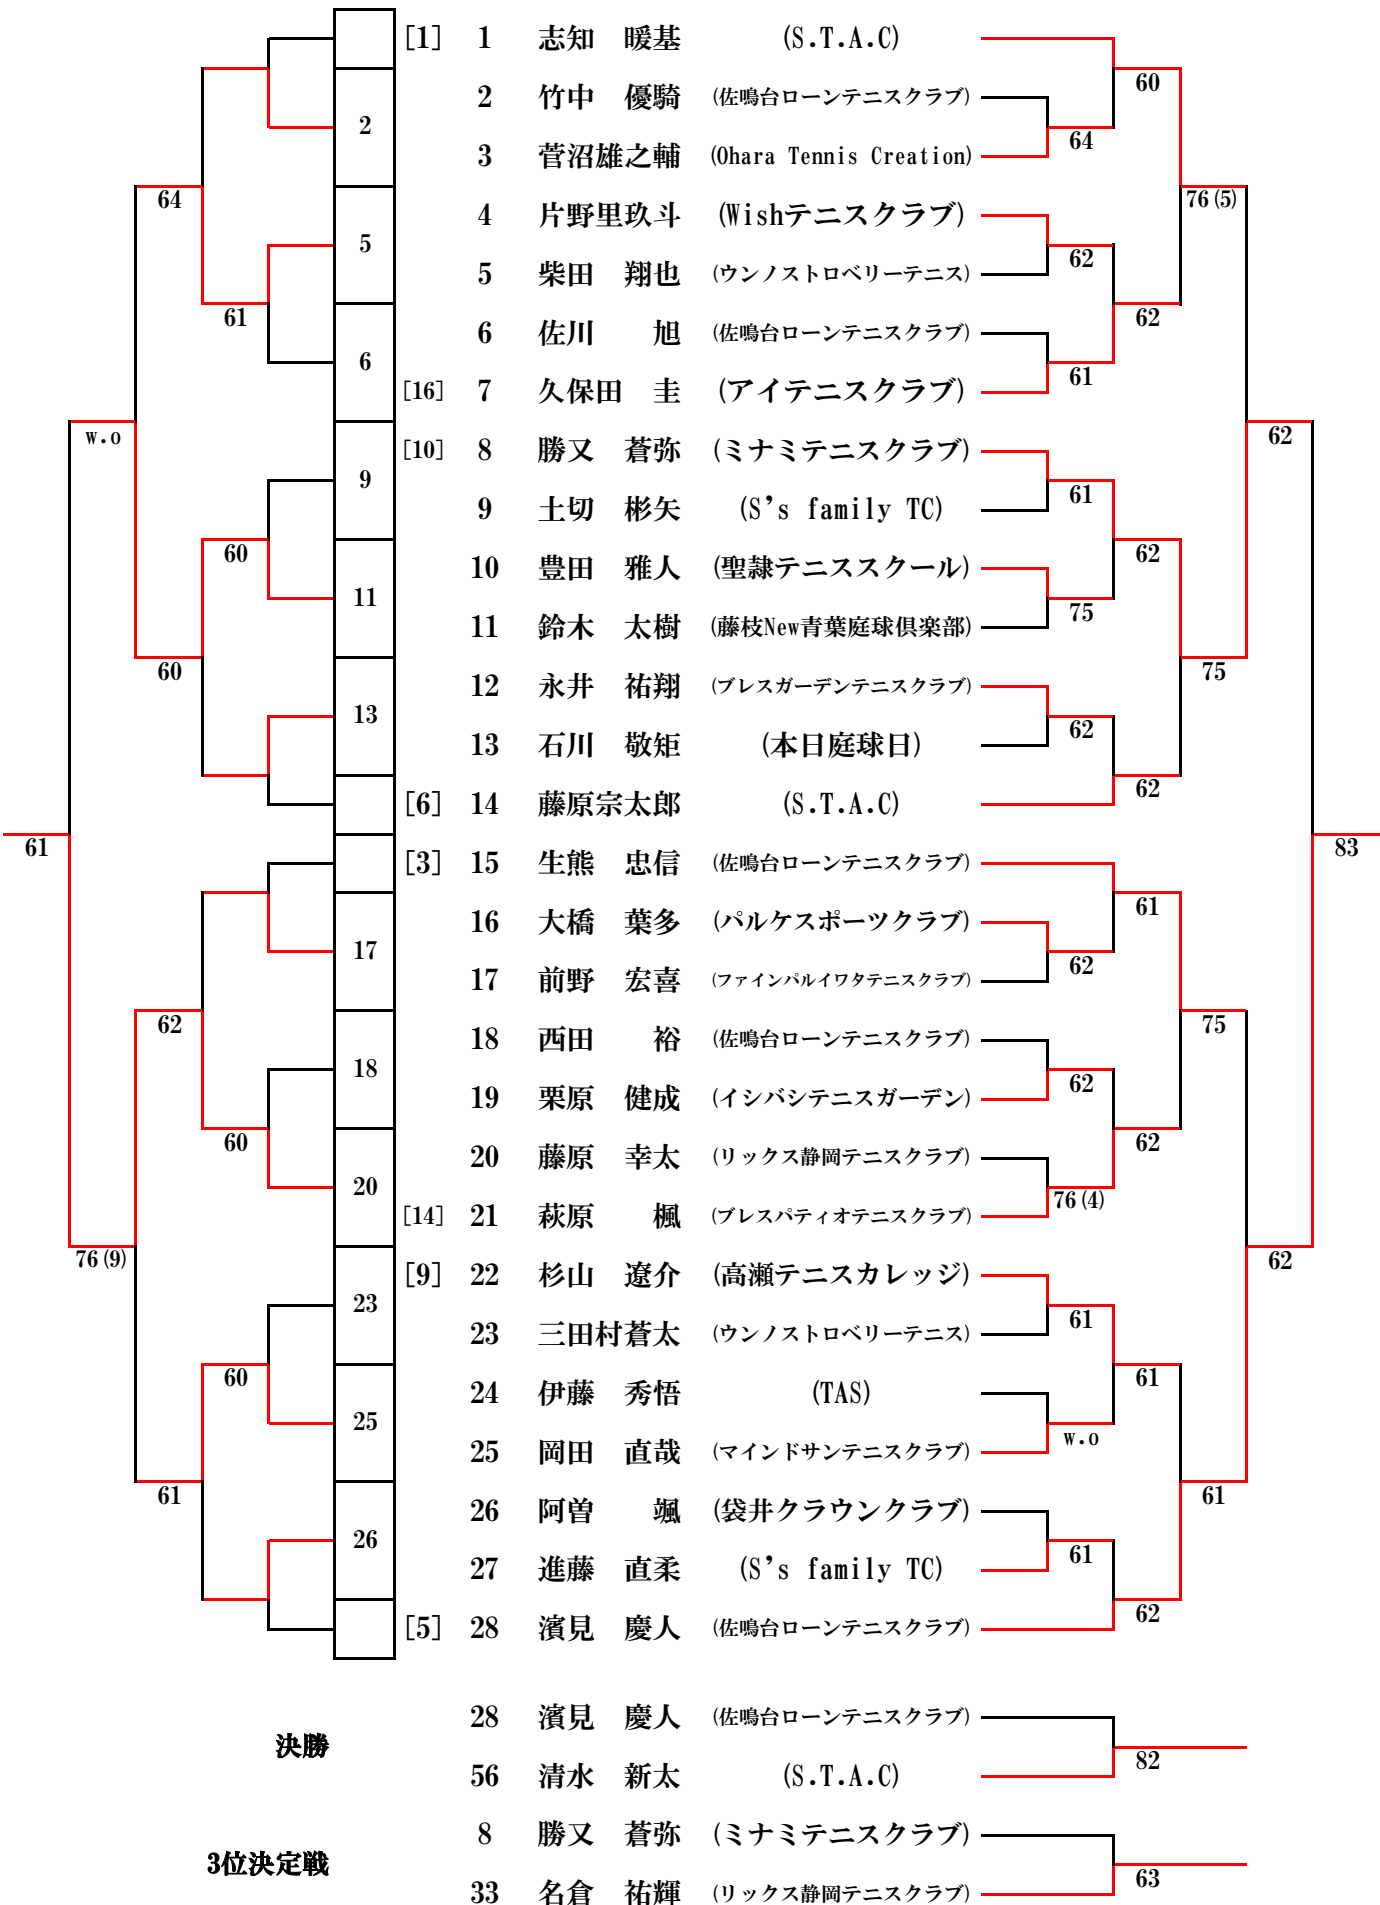 [1] 1 志知 暖基 (S.T.A.C)
60
2 竹中 優騎 (佐鳴台ローンテニスクラブ)
2
64
3 菅沼雄之輔 (Ohara Tennis Creation)
64
76(5)
4 片野里玖斗 (Wishテニスクラブ)
5
62
5 柴田 翔也 (ウンノストロベリーテニス)
61
62
6 佐川 旭 (佐鳴台ローンテニスクラブ)
6
61
[16] 7 久保田 圭 (アイテニスクラブ)
w.o
62
[10] 8 勝又 蒼弥 (ミナミテニスクラブ)
9
61
9 土切 彬矢 (S's family TC)
60
62
10 豊田 雅人 (聖隷テニススクール)
11
75
11 鈴木 太樹 (藤枝New青葉庭球倶楽部)
60
75
12 永井 祐翔 (ブレスガーデンテニスクラブ)
13
62
13 石川 敬矩 (本日庭球日)
62
[6] 14 藤原宗太郎 (S.T.A.C)
61
83
[3] 15 生熊 忠信 (佐鳴台ローンテニスクラブ)
61
16 大橋 葉多 (パルケスポーツクラブ)
17
62
17 前野 宏喜 (ファインパルイワタテニスクラブ)
62
75
18 西田 裕 (佐鳴台ローンテニスクラブ)
18
62
19 栗原 健成 (イシバシテニスガーデン)
60
62
20 藤原 幸太 (リックス静岡テニスクラブ)
20
76(4)
[14] 21 萩原 楓 (ブレスパティオテニスクラブ)
76(9)
62
[9] 22 杉山 遼介 (高瀬テニスカレッジ)
23
61
23 三田村蒼太 (ウンノストロベリーテニス)
60
61
24 伊藤 秀悟 (TAS)
25
w.o
25 岡田 直哉 (マインドサンテニスクラブ)
61
61
26 阿曽 颯 (袋井クラウンクラブ)
26
61
27 進藤 直柔 (S's family TC)
62
[5] 28 濱見 慶人 (佐鳴台ローンテニスクラブ)
28 濱見 慶人 (佐鳴台ローンテニスクラブ)
決勝
82
56 清水 新太 (S.T.A.C)
8 勝又 蒼弥 (ミナミテニスクラブ)
3位決定戦
63
33 名倉 祐輝 (リックス静岡テニスクラブ)